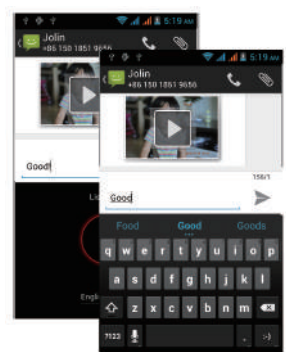 5:19 AM
Jolin
+86 150 1851 9656
Good!
5:19 AM
Jolin
+86 150 1851 9656
158/1
Good
Food Good Goods
q w e r t y u i o p
a s d f g h j k l
z x c v b n m
?123 . :-)